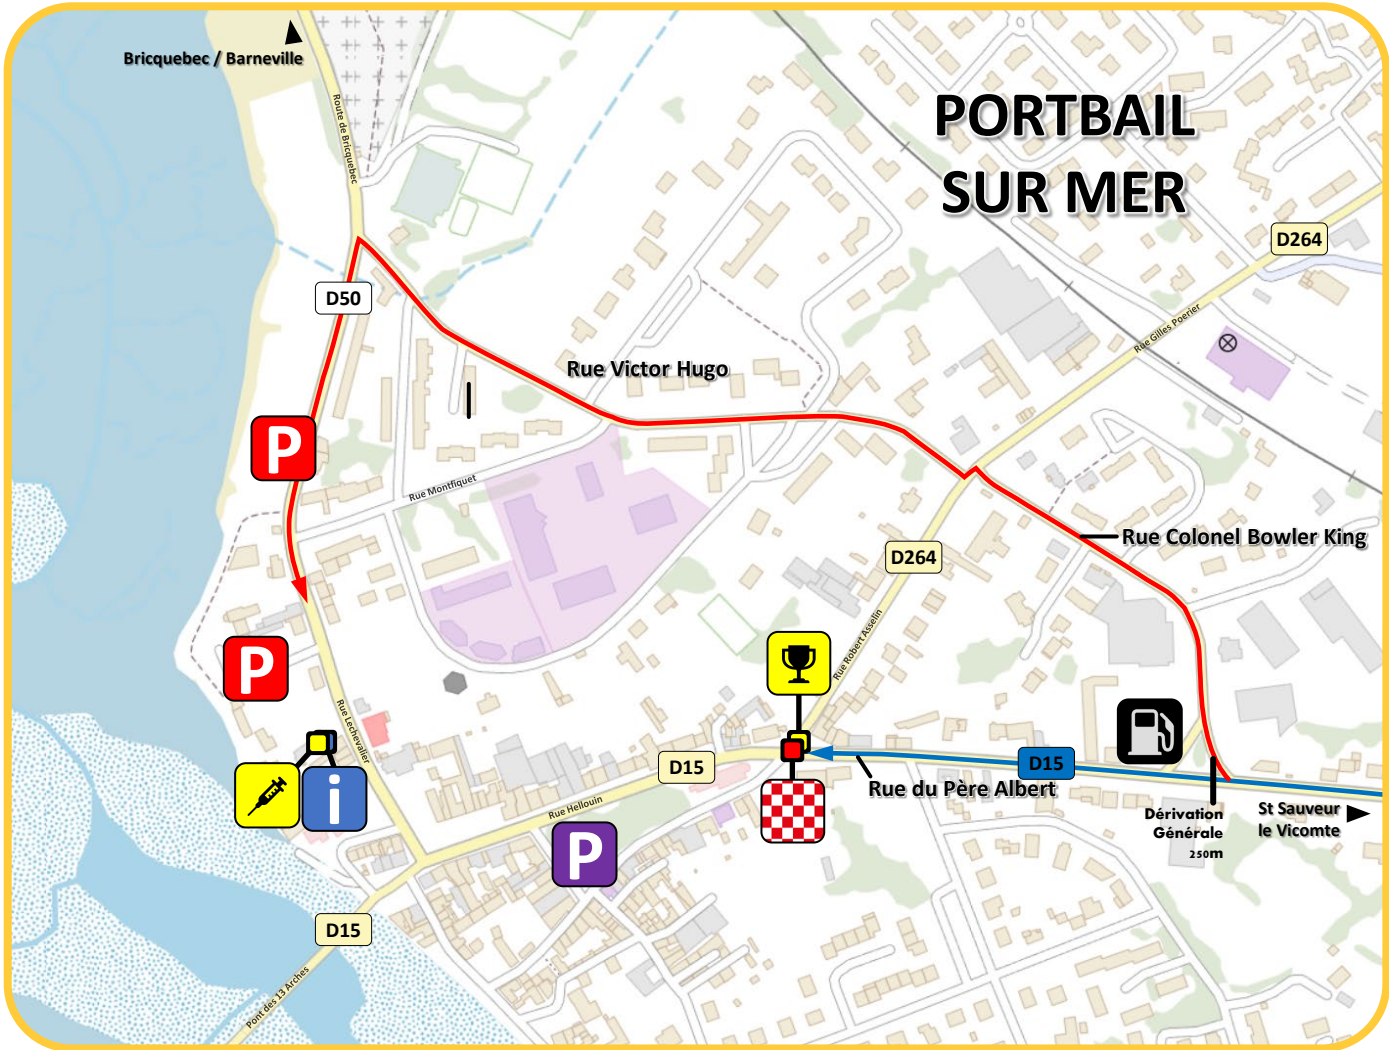 Bricquebec / Barneville
PORTBAIL
SUR MER
Route de Bricquebec
D264
D50
Rue Gilles Poerier
Rue Victor Hugo
P
Rue Montfiquet
Rue Colonel Bowler King
D264
Rue Robert Asselin
P
Rue Lechevalier
D15
D15
Rue du Père Albert
i
Rue Hellouin
Dérivation
Générale
250m
St Sauveur
le Vicomte
P
D15
Pont des 13 Arches